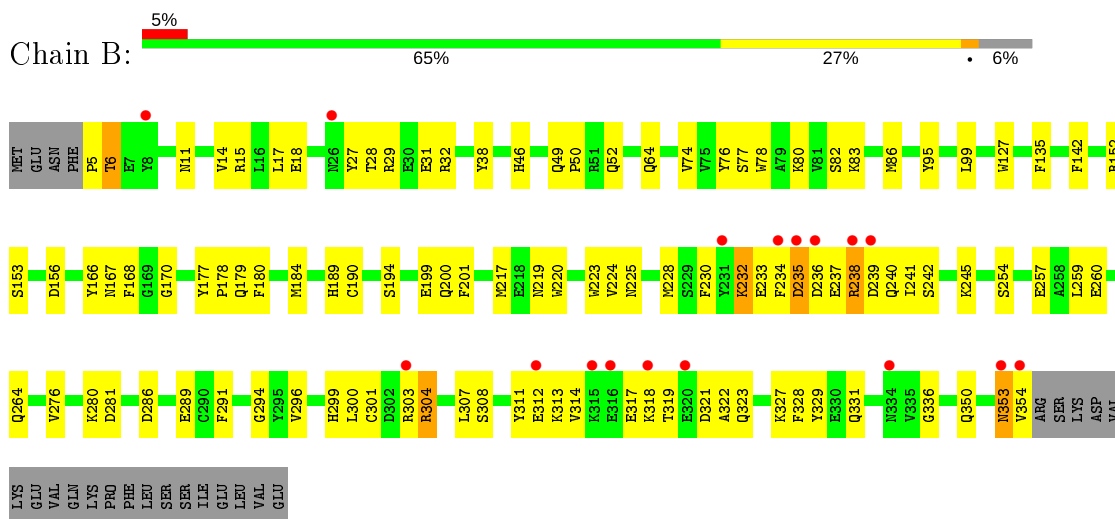 5%
Chain B:
65% 27% • 6%
MET GLU ASN PHE P5 T6 E7 Y8 N11 V14 R15 L16 L17 E18 N26 Y27 T28 R29 E30 E31 R32 Y38 H46 Q49 P50 R51 Q52 Q64 V74 V75 Y76 S77 W78 A79 K80 V81 S82 K83 M86 Y95 L99 W127 F135 F142 R152
S153 D156 Y166 N167 F168 G169 G170 Y177 P178 Q179 F180 M184 H189 C190 S194 E199 Q200 F201 M217 E218 N219 W220 W223 V224 N225 M228 S229 F230 Y231 K232 E233 F234 D235 D236 E237 R238 D239 Q240 I241 S242 K245 S254 E257 A258 L259 E260
Q264 V276 K280 D281 D286 E289 C290 F291 G294 Y295 V296 H299 L300 C301 D302 R303 R304 L307 S308 Y311 E312 K313 V314 K315 E316 E317 K318 T319 E320 D321 A322 Q323 K327 F328 Y329 E330 Q331 N334 V335 G336 Q350 N353 V354 ARG SER LYS ASP VAL
LYS GLU VAL GLN LYS PRO PHE LEU SER SER ILE GLU LEU VAL GLU